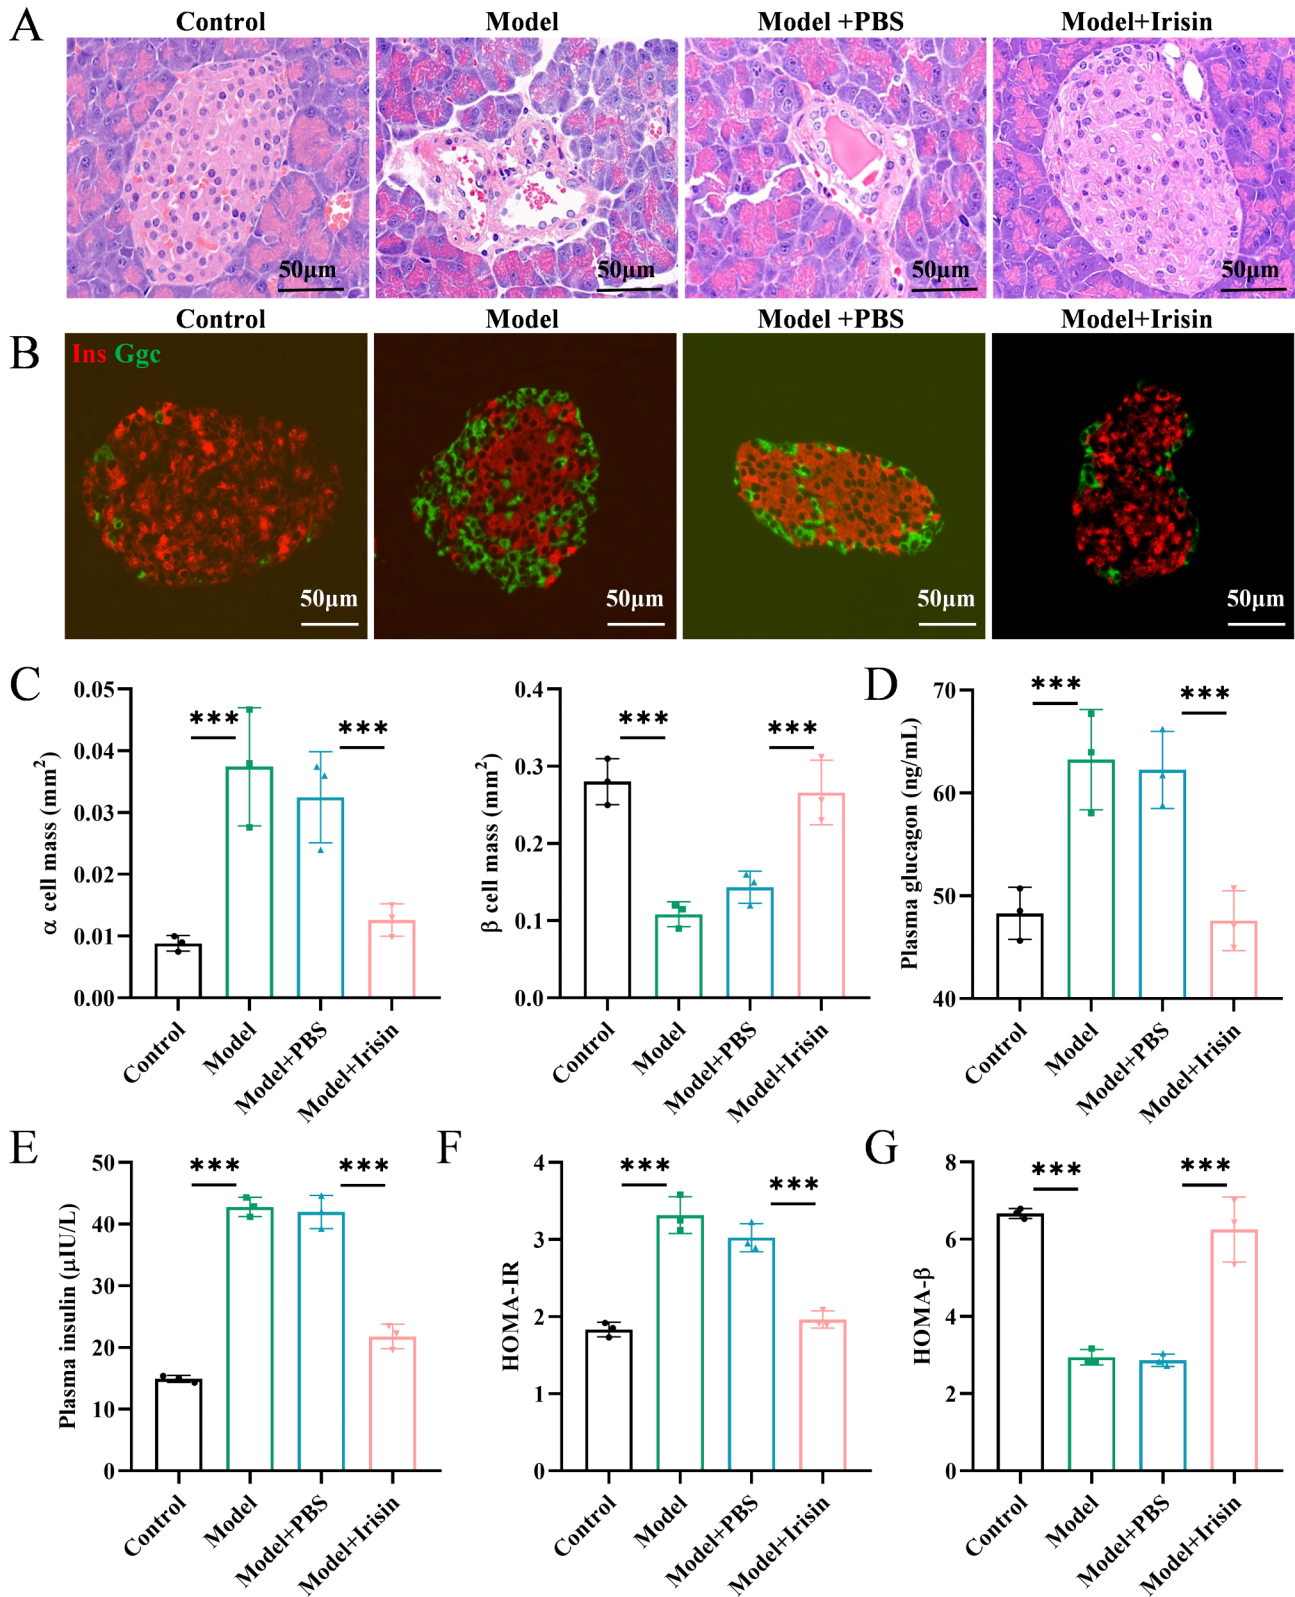 A
Control
Model
Model +PBS
Model+Irisin
50μm
50μm
50μm
50μm
B
Control
Model
Model +PBS
Model+Irisin
Ins Ggc
50μm
50μm
50μm
50μm
C
α cell mass (mm²)
0.05
0.04
0.03
0.02
0.01
0.00
***
***
Control
Model
Model+PBS
Model+Irisin
β cell mass (mm²)
0.4
0.3
0.2
0.1
0.0
***
***
Control
Model
Model+PBS
Model+Irisin
D
Plasma glucagon (ng/mL)
70
60
50
40
***
***
Control
Model
Model+PBS
Model+Irisin
E
Plasma insulin (μIU/L)
50
40
30
20
10
0
***
***
Control
Model
Model+PBS
Model+Irisin
F
HOMA-IR
4
3
2
1
0
***
***
Control
Model
Model+PBS
Model+Irisin
G
HOMA-β
8
6
4
2
0
***
***
Control
Model
Model+PBS
Model+Irisin